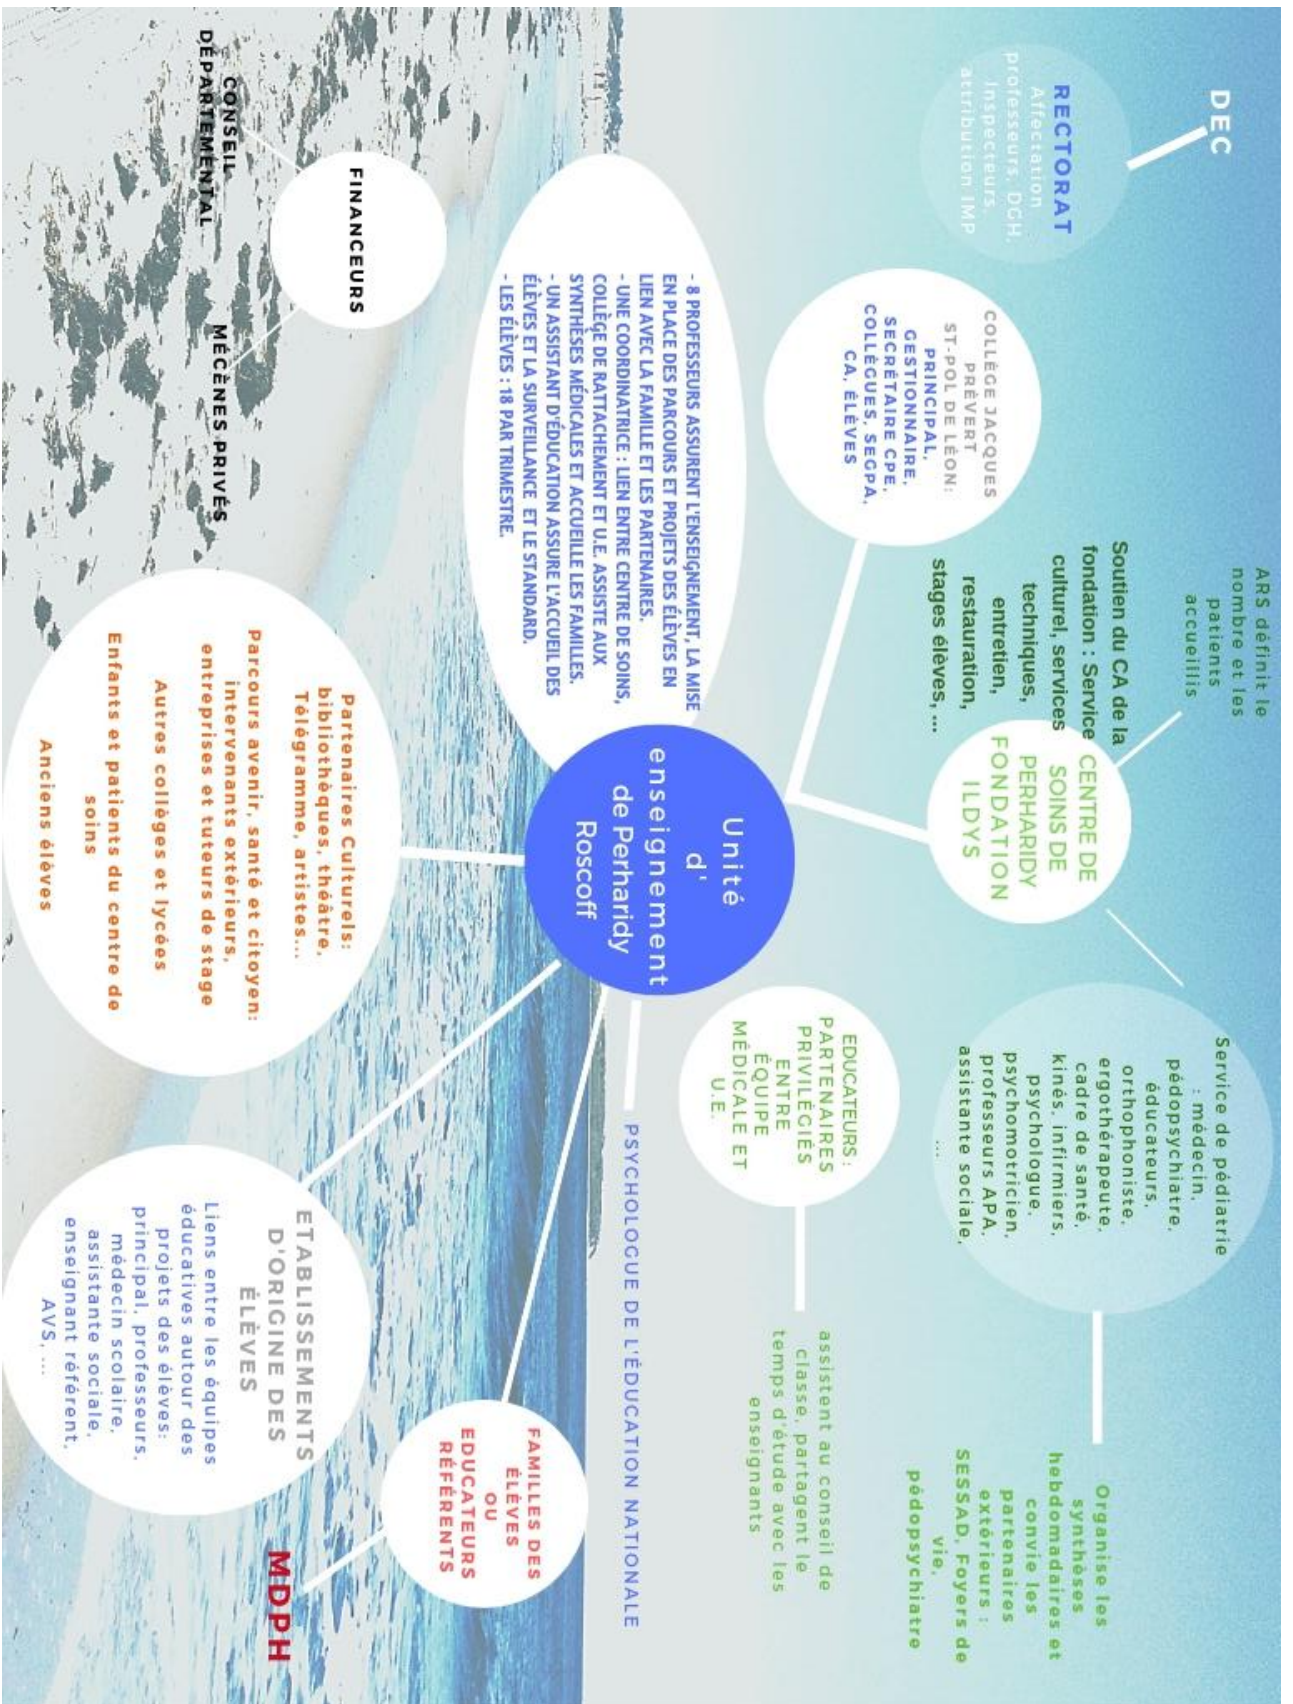 DEC
RECTORAT
Affectation
professeurs, DGH,
Inspecteurs,
attribution IMP
COLLÈGE JACQUES
PRÉVERT
ST-POL DE LÉON:
PRINCIPAL,
GESTIONNAIRE,
SECRÉTAIRE CPE,
COLLÈGUES, SEGPA,
CA, ÉLÈVES
ARS définit le
nombre et les
patients
accueillis
Soutien du CA de la
fondation : Service
culturel, services
techniques,
entretien,
restauration,
stages élèves, ...
CENTRE DE
SOINS DE
PERHARIDY
FONDATION
ILDYS
Service de pédiatrie
: médecin,
pédopsychiatre,
éducateurs,
orthophoniste,
ergothérapeute,
cadre de santé,
kinés, infirmiers,
psychologue,
psychomotricien,
professeurs APA,
assistante sociale,
...
Organise les
synthèses
hebdomadaires et
convie les
partenaires
extérieurs :
SESSAD, Foyers de
vie,
pédopsychiatre
EDUCATEURS :
PARTENAIRES
PRIVILÉGIÉS
ENTRE
ÉQUIPE
MÉDICALE ET
U.E.
assistent au conseil de
classe, partagent le
temps d'étude avec les
enseignants
- 8 PROFESSEURS ASSURENT L'ENSEIGNEMENT, LA MISE
EN PLACE DES PARCOURS ET PROJETS DES ÉLÈVES EN
LIEN AVEC LA FAMILLE ET LES PARTENAIRES.
- UNE COORDINATRICE : LIEN ENTRE CENTRE DE SOINS,
COLLÈGE DE RATTACHEMENT ET U.E. ASSISTE AUX
SYNTHÈSES MÉDICALES ET ACCUEILLE LES FAMILLES.
- UN ASSISTANT D'ÉDUCATION ASSURE L'ACCUEIL DES
ÉLÈVES ET LA SURVEILLANCE ET LE STANDARD.
- LES ÉLÈVES : 18 PAR TRIMESTRE.
Unité
d'
enseignement
de Perharidy
Roscoff
PSYCHOLOGUE DE L'ÉDUCATION NATIONALE
FAMILLES DES
ÉLÈVES
OU
EDUCATEURS
RÉFÉRENTS
MDPH
FINANCEURS
CONSEIL
DÉPARTEMENTAL
MÉCÈNES PRIVÉS
Partenaires Culturels:
bibliothèques, théâtre,
Télégramme, artistes...
Parcours avenir, santé et citoyen:
intervenants extérieurs,
entreprises et tuteurs de stage
Autres collèges et lycées
Enfants et patients du centre de
soins
Anciens élèves
ETABLISSEMENTS
D'ORIGINE DES
ÉLÈVES
Liens entre les équipes
éducatives autour des
projets des élèves:
principal, professeurs,
médecin scolaire,
assistante sociale,
enseignant référent,
AVS, ...